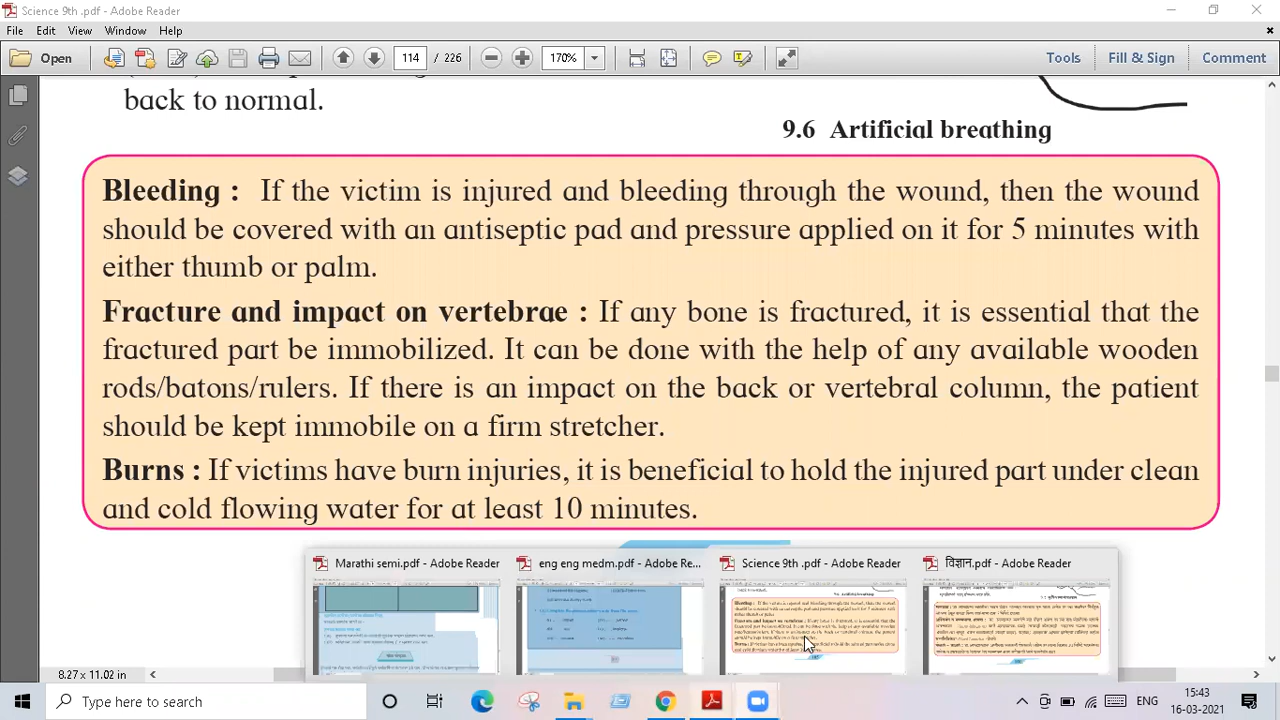 Science 9th .pdf - Adobe Reader
File Edit View Window Help
Open 114 / 226 170% Tools Fill & Sign Comment
back to normal.
9.6 Artificial breathing
Bleeding : If the victim is injured and bleeding through the wound, then the wound
should be covered with an antiseptic pad and pressure applied on it for 5 minutes with
either thumb or palm.
Fracture and impact on vertebrae : If any bone is fractured, it is essential that the
fractured part be immobilized. It can be done with the help of any available wooden
rods/batons/rulers. If there is an impact on the back or vertebral column, the patient
should be kept immobile on a firm stretcher.
Burns : If victims have burn injuries, it is beneficial to hold the injured part under clean
and cold flowing water for at least 10 minutes.
Marathi semi.pdf - Adobe Reader eng eng medm.pdf - Adobe Re... Science 9th .pdf - Adobe Reader विज्ञान.pdf - Adobe Reader
8.27 x 11.02 in
Type here to search
ENG
15:43
16-03-2021